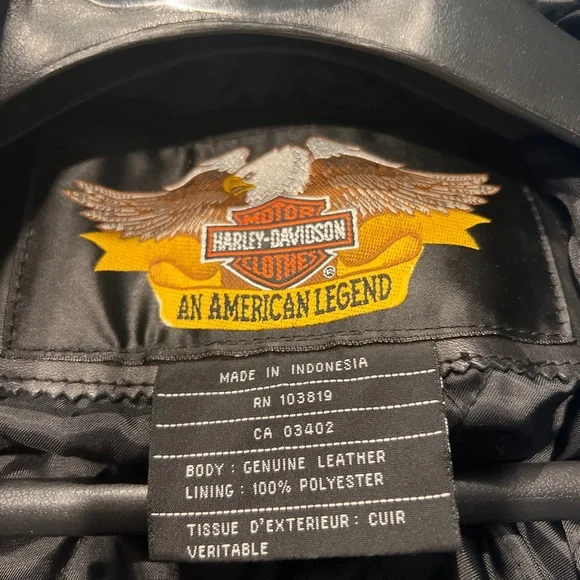 MOTOR
HARLEY-DAVIDSON
CLOTHES
®
AN AMERICAN LEGEND
MADE IN INDONESIA
RN 103819
CA 03402
BODY : GENUINE LEATHER
LINING : 100% POLYESTER
TISSUE D'EXTERIEUR : CUIR
VERITABLE